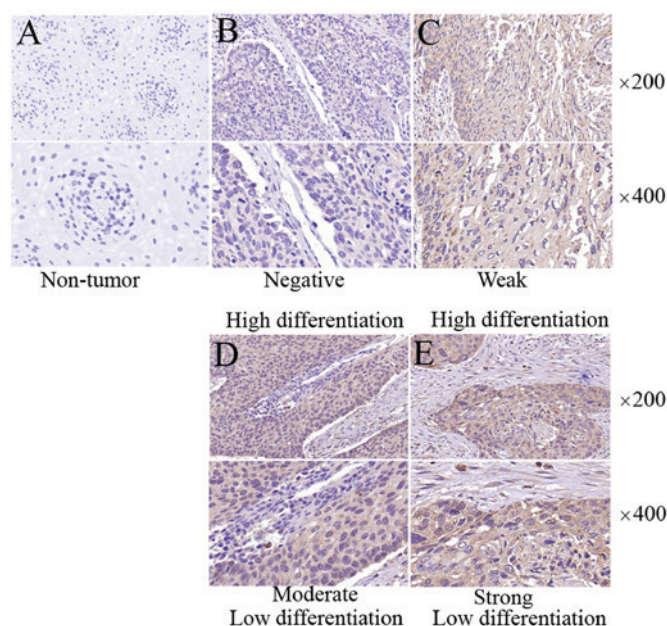 A
B
C
×200
×400
Non-tumor
Negative
Weak
High differentiation
High differentiation
D
E
×200
×400
Moderate
Strong
Low differentiation
Low differentiation